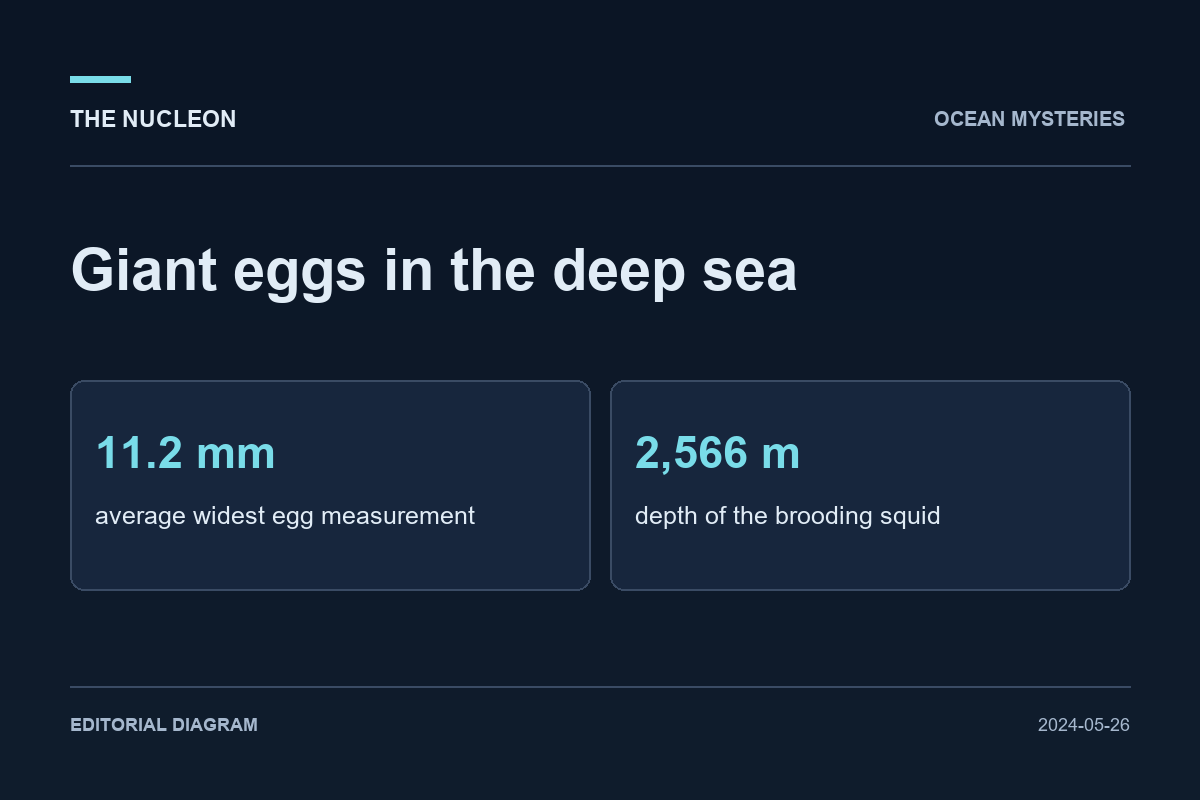 THE NUCLEON
OCEAN MYSTERIES
Giant eggs in the deep sea
11.2 mm
average widest egg measurement
2,566 m
depth of the brooding squid
EDITORIAL DIAGRAM
2024-05-26